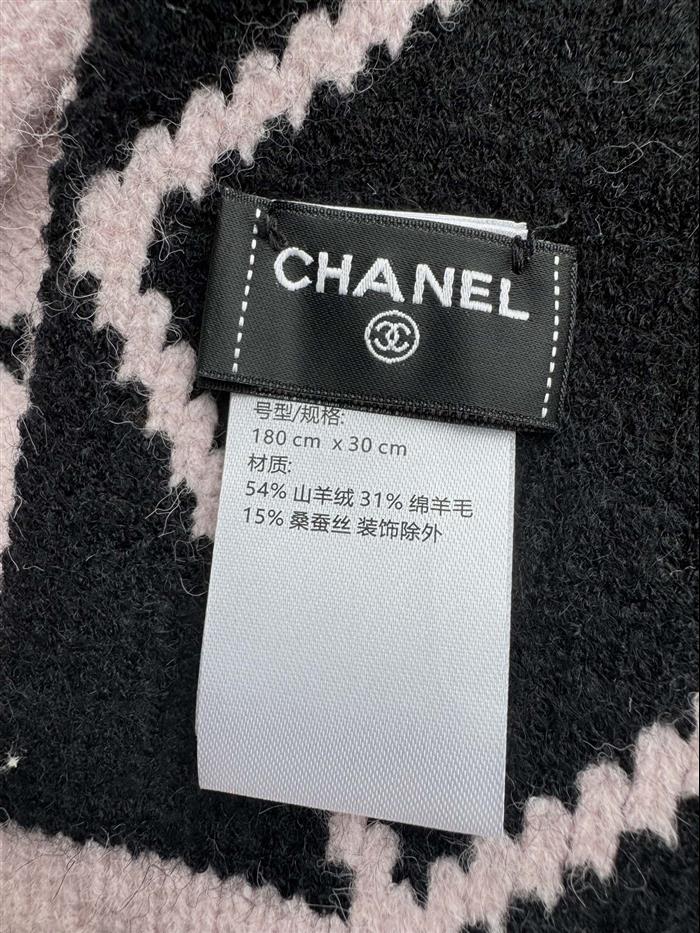 CHANEL
号型/规格:
180 cm x 30 cm
材质:
54% 山羊绒 31% 绵羊毛
15% 桑蚕丝 装饰除外